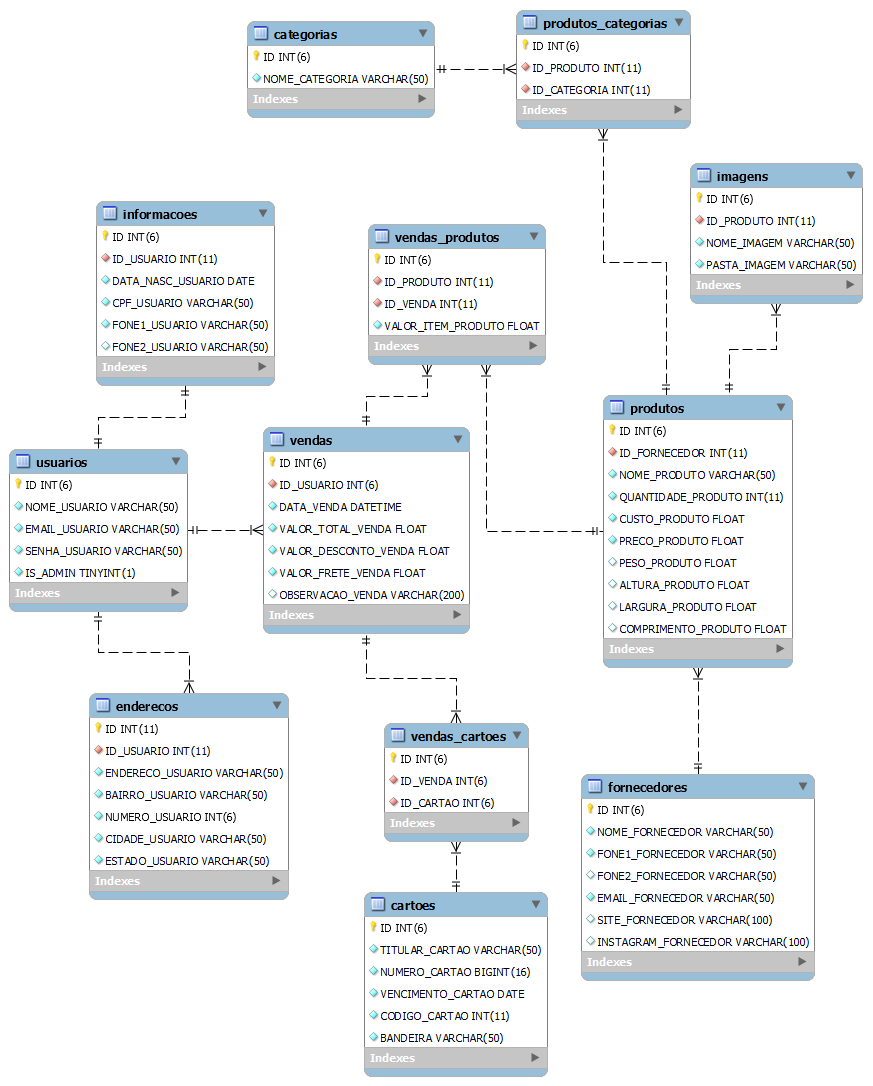 categorias
ID INT(6)
NOME_CATEGORIA VARCHAR(50)
Indexes
produtos_categorias
ID INT(6)
ID_PRODUTO INT(11)
ID_CATEGORIA INT(11)
Indexes
imagens
ID INT(6)
ID_PRODUTO INT(11)
NOME_IMAGEM VARCHAR(50)
PASTA_IMAGEM VARCHAR(50)
Indexes
informacoes
ID INT(6)
ID_USUARIO INT(11)
DATA_NASC_USUARIO DATE
CPF_USUARIO VARCHAR(50)
FONE1_USUARIO VARCHAR(50)
FONE2_USUARIO VARCHAR(50)
Indexes
vendas_produtos
ID INT(6)
ID_PRODUTO INT(11)
ID_VENDA INT(11)
VALOR_ITEM_PRODUTO FLOAT
Indexes
produtos
ID INT(6)
ID_FORNECEDOR INT(11)
NOME_PRODUTO VARCHAR(50)
QUANTIDADE_PRODUTO INT(11)
CUSTO_PRODUTO FLOAT
PRECO_PRODUTO FLOAT
PESO_PRODUTO FLOAT
ALTURA_PRODUTO FLOAT
LARGURA_PRODUTO FLOAT
COMPRIMENTO_PRODUTO FLOAT
Indexes
usuarios
ID INT(6)
NOME_USUARIO VARCHAR(50)
EMAIL_USUARIO VARCHAR(50)
SENHA_USUARIO VARCHAR(50)
IS_ADMIN TINYINT(1)
Indexes
vendas
ID INT(6)
ID_USUARIO INT(6)
DATA_VENDA DATETIME
VALOR_TOTAL_VENDA FLOAT
VALOR_DESCONTO_VENDA FLOAT
VALOR_FRETE_VENDA FLOAT
OBSERVACAO_VENDA VARCHAR(200)
Indexes
enderecos
ID INT(11)
ID_USUARIO INT(11)
ENDERECO_USUARIO VARCHAR(50)
BAIRRO_USUARIO VARCHAR(50)
NUMERO_USUARIO INT(6)
CIDADE_USUARIO VARCHAR(50)
ESTADO_USUARIO VARCHAR(50)
Indexes
vendas_cartoes
ID INT(6)
ID_VENDA INT(6)
ID_CARTAO INT(6)
Indexes
fornecedores
ID INT(6)
NOME_FORNECEDOR VARCHAR(50)
FONE1_FORNECEDOR VARCHAR(50)
FONE2_FORNECEDOR VARCHAR(50)
EMAIL_FORNECEDOR VARCHAR(50)
SITE_FORNECEDOR VARCHAR(100)
INSTAGRAM_FORNECEDOR VARCHAR(100)
Indexes
cartoes
ID INT(6)
TITULAR_CARTAO VARCHAR(50)
NUMERO_CARTAO BIGINT(16)
VENCIMENTO_CARTAO DATE
CODIGO_CARTAO INT(11)
BANDEIRA VARCHAR(50)
Indexes